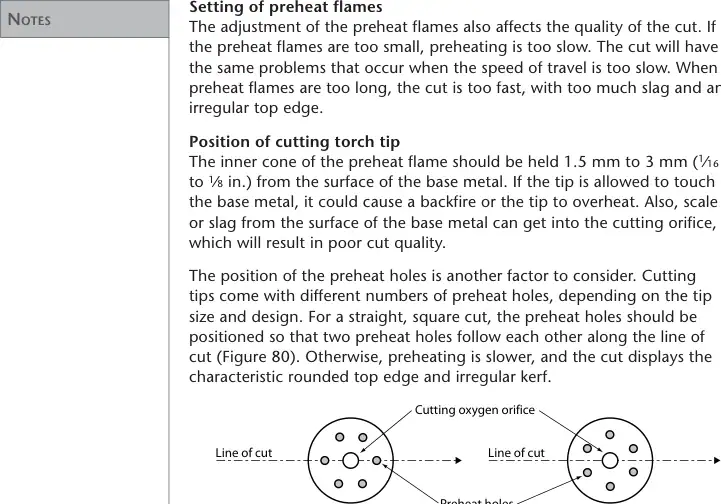 NOTES
Setting of preheat flames
The adjustment of the preheat flames also affects the quality of the cut. If
the preheat flames are too small, preheating is too slow. The cut will have
the same problems that occur when the speed of travel is too slow. When
preheat flames are too long, the cut is too fast, with too much slag and an
irregular top edge.
Position of cutting torch tip
The inner cone of the preheat flame should be held 1.5 mm to 3 mm (1⁄16
to 1⁄8 in.) from the surface of the base metal. If the tip is allowed to touch
the base metal, it could cause a backfire or the tip to overheat. Also, scale
or slag from the surface of the base metal can get into the cutting orifice,
which will result in poor cut quality.
The position of the preheat holes is another factor to consider. Cutting
tips come with different numbers of preheat holes, depending on the tip
size and design. For a straight, square cut, the preheat holes should be
positioned so that two preheat holes follow each other along the line of
cut (Figure 80). Otherwise, preheating is slower, and the cut displays the
characteristic rounded top edge and irregular kerf.
Cutting oxygen orifice
Line of cut
Line of cut
Preheat holes